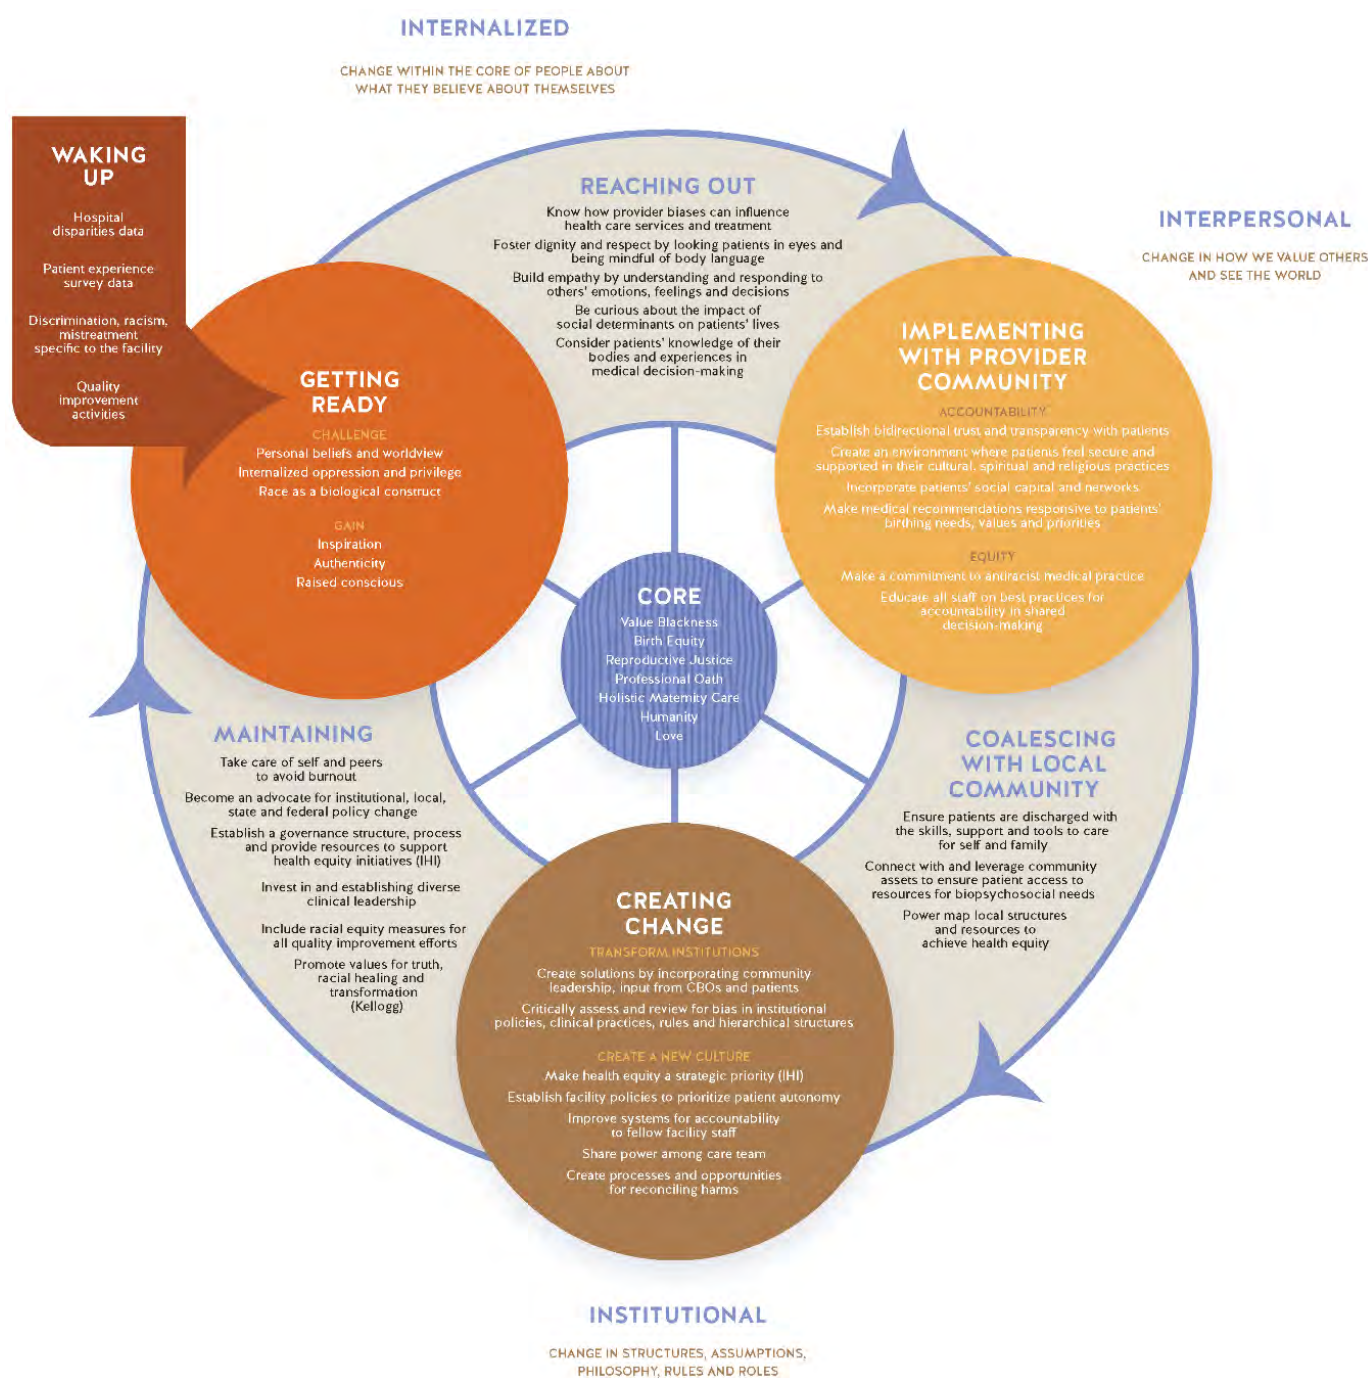 INTERNALIZED
CHANGE WITHIN THE CORE OF PEOPLE ABOUT
WHAT THEY BELIEVE ABOUT THEMSELVES
WAKING
UP
Hospital
disparities data
Patient experience
survey data
Discrimination, racism,
mistreatment
specific to the facility
Quality
improvement
activities
REACHING OUT
Know how provider biases can influence
health care services and treatment
Foster dignity and respect by looking patients in eyes and
being mindful of body language
Build empathy by understanding and responding to
others' emotions, feelings and decisions
Be curious about the impact of
social determinants on patients' lives
Consider patients' knowledge of their
bodies and experiences in
medical decision-making
INTERPERSONAL
CHANGE IN HOW WE VALUE OTHERS
AND SEE THE WORLD
GETTING
READY
CHALLENGE
Personal beliefs and worldview
Internalized oppression and privilege
Race as a biological construct
GAIN
Inspiration
Authenticity
Raised conscious
IMPLEMENTING
WITH PROVIDER
COMMUNITY
ACCOUNTABILITY
Establish bidirectional trust and transparency with patients
Create an environment where patients feel secure and
supported in their cultural, spiritual and religious practices
Incorporate patients' social capital and networks
Make medical recommendations responsive to patients'
birthing needs, values and priorities
EQUITY
Make a commitment to antiracist medical practice
Educate all staff on best practices for
accountability in shared
decision-making
CORE
Value Blackness
Birth Equity
Reproductive Justice
Professional Oath
Holistic Maternity Care
Humanity
Love
MAINTAINING
Take care of self and peers
to avoid burnout
Become an advocate for institutional, local,
state and federal policy change
Establish a governance structure, process
and provide resources to support
health equity initiatives (IHI)
Invest in and establishing diverse
clinical leadership
Include racial equity measures for
all quality improvement efforts
Promote values for truth,
racial healing and
transformation
(Kellogg)
COALESCING
WITH LOCAL
COMMUNITY
Ensure patients are discharged with
the skills, support and tools to care
for self and family
Connect with and leverage community
assets to ensure patient access to
resources for biopsychosocial needs
Power map local structures
and resources to
achieve health equity
CREATING
CHANGE
TRANSFORM INSTITUTIONS
Create solutions by incorporating community
leadership, input from CBOs and patients
Critically assess and review for bias in institutional
policies, clinical practices, rules and hierarchical structures
CREATE A NEW CULTURE
Make health equity a strategic priority (IHI)
Establish facility policies to prioritize patient autonomy
Improve systems for accountability
to fellow facility staff
Share power among care team
Create processes and opportunities
for reconciling harms
INSTITUTIONAL
CHANGE IN STRUCTURES, ASSUMPTIONS,
PHILOSOPHY, RULES AND ROLES